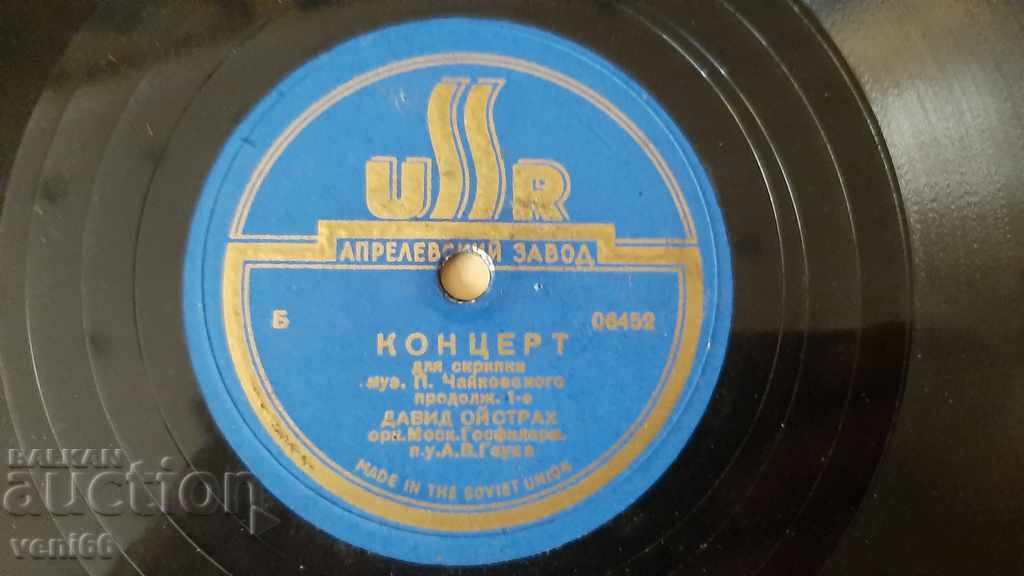 USSR
АПРЕЛЕВСКИЙ ЗАВОД
Б 06452
КОНЦЕРТ
для скрипки
муз. П. Чайковского
продолж. 1-е
ДАВИД ОЙСТРАХ
орк. Моск. Госфиларм.
п.у. А.В. Гаука
MADE IN THE SOVIET UNION
BALKAN
auction
veni66